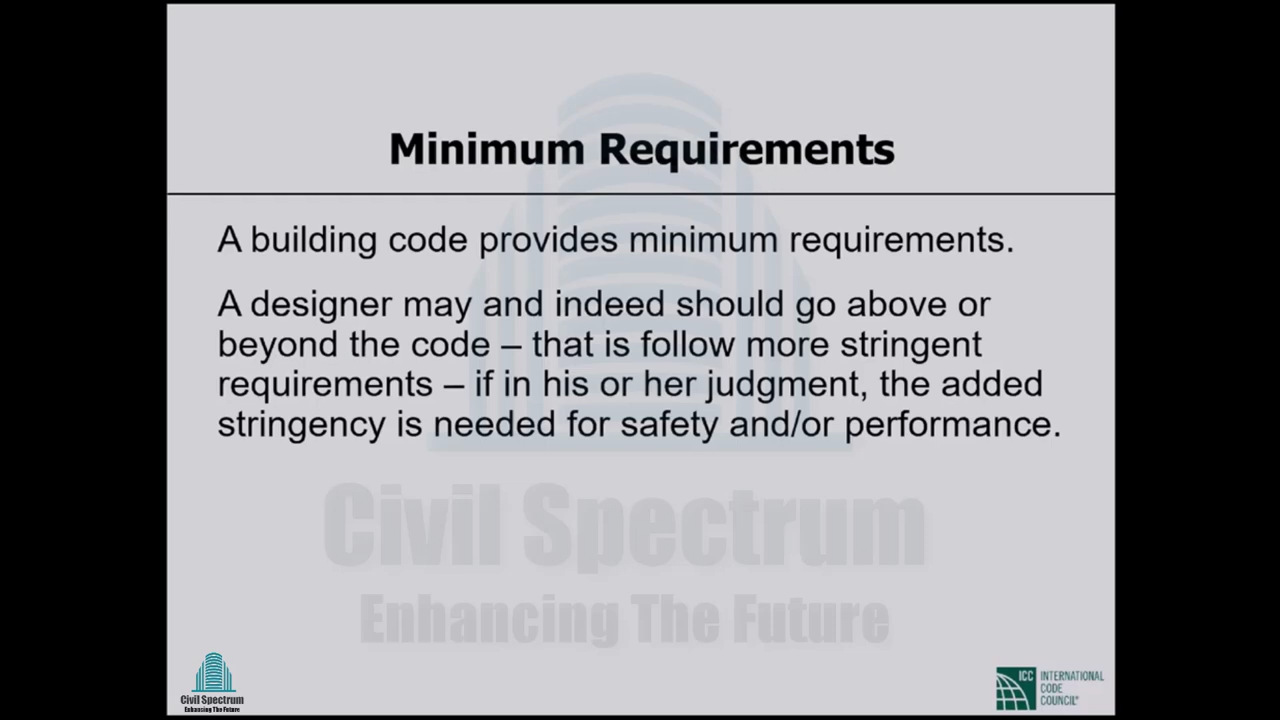 Minimum Requirements
A building code provides minimum requirements.
A designer may and indeed should go above or
beyond the code – that is follow more stringent
requirements – if in his or her judgment, the added
stringency is needed for safety and/or performance.
Civil Spectrum
Enhancing The Future
Civil Spectrum
Enhancing The Future
ICC INTERNATIONAL
CODE
COUNCIL®